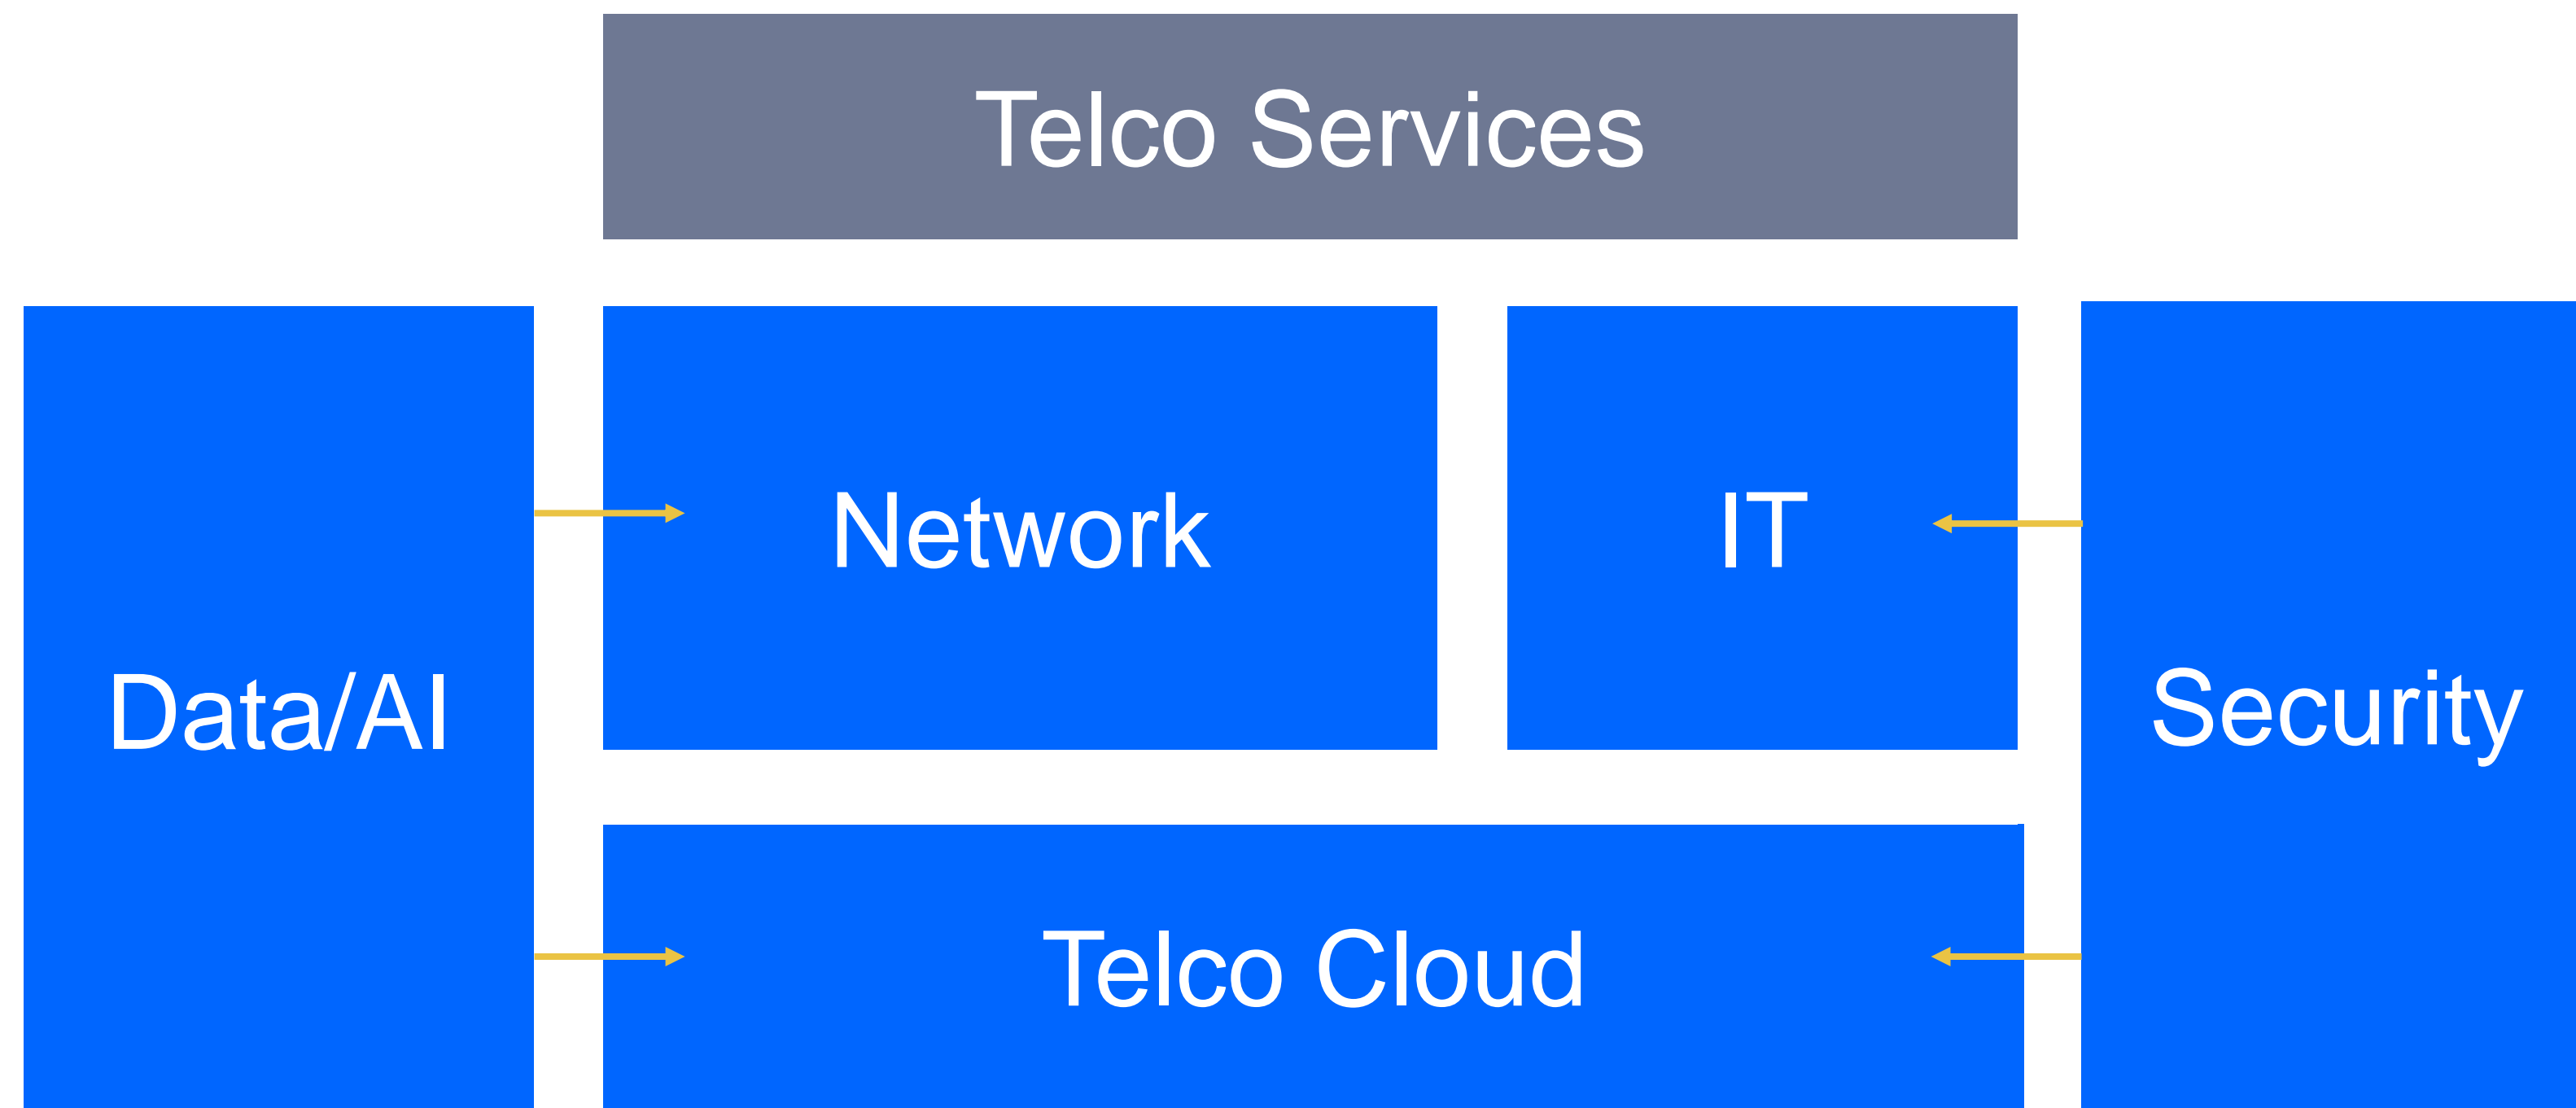 Telco Services
Network
IT
Data/AI
Security
Telco Cloud